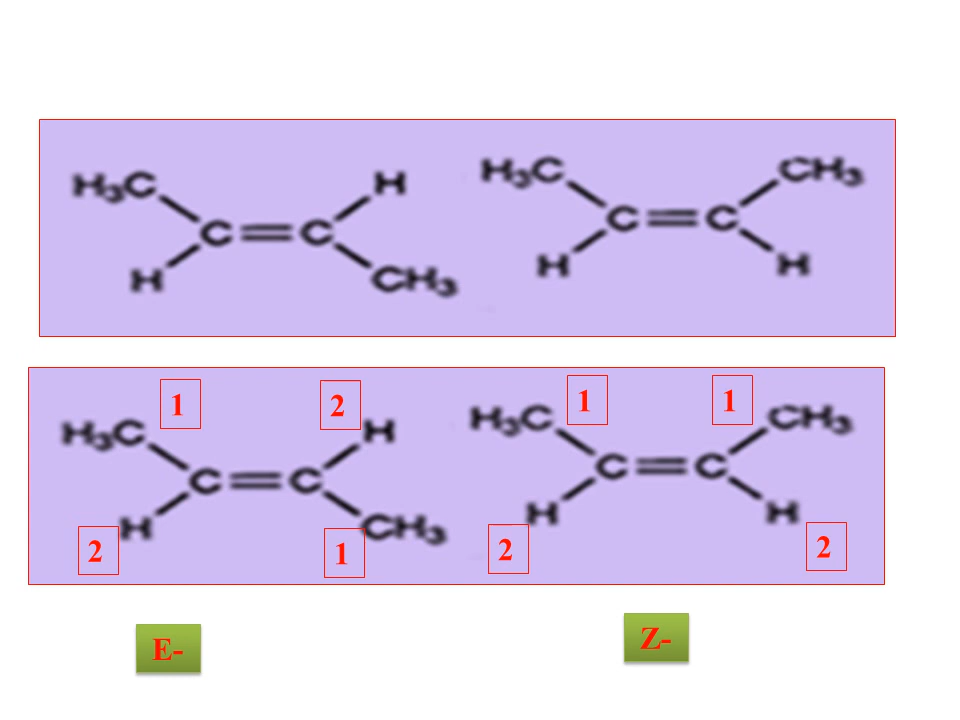 H3C H H3C CH3
C=C C=C
H CH3 H H
1 2 1 1
H3C H H3C CH3
C=C C=C
H CH3 H H
2 1 2 2
E- Z-